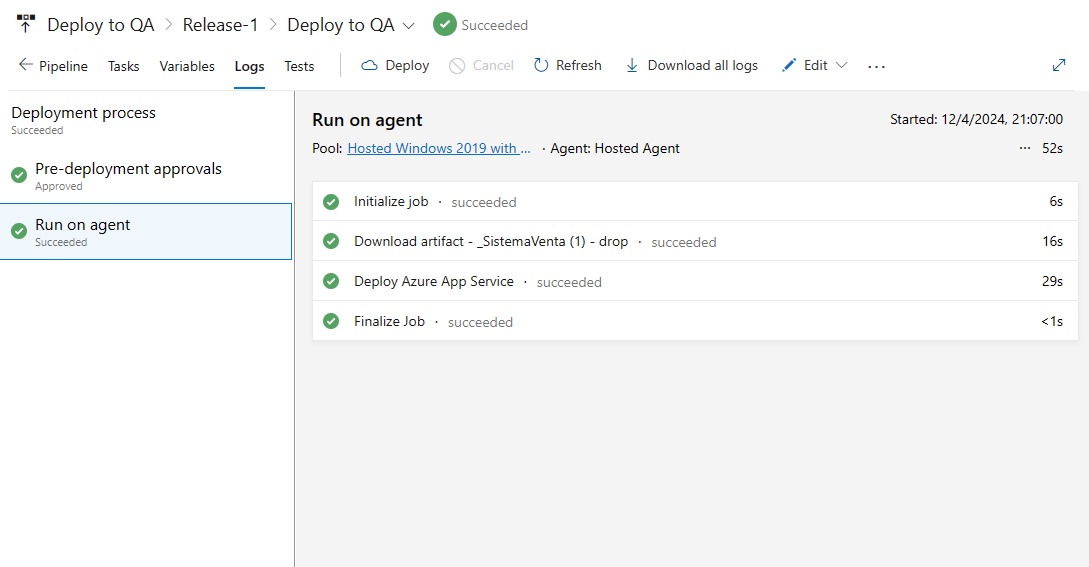 Deploy to QA > Release-1 > Deploy to QA Succeeded
Pipeline Tasks Variables Logs Tests Deploy Cancel Refresh Download all logs Edit ...
Deployment process
Succeeded
Pre-deployment approvals
Approved
Run on agent
Succeeded
Run on agent Started: 12/4/2024, 21:07:00
Pool: Hosted Windows 2019 with ... · Agent: Hosted Agent ... 52s
Initialize job · succeeded 6s
Download artifact - _SistemaVenta (1) - drop · succeeded 16s
Deploy Azure App Service · succeeded 29s
Finalize Job · succeeded <1s